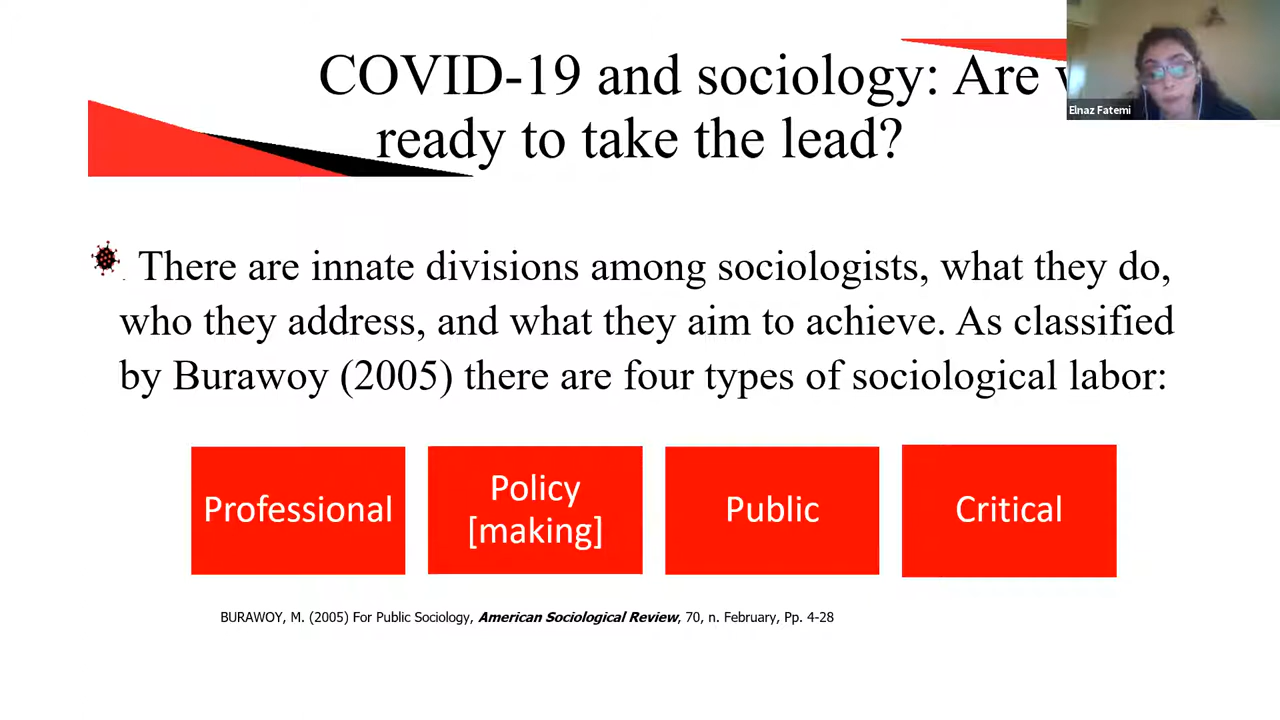 COVID-19 and sociology: Are
ready to take the lead?
Elnaz Fatemi
There are innate divisions among sociologists, what they do,
who they address, and what they aim to achieve. As classified
by Burawoy (2005) there are four types of sociological labor:
Professional
Policy
[making]
Public
Critical
BURAWOY, M. (2005) For Public Sociology, American Sociological Review, 70, n. February, Pp. 4-28